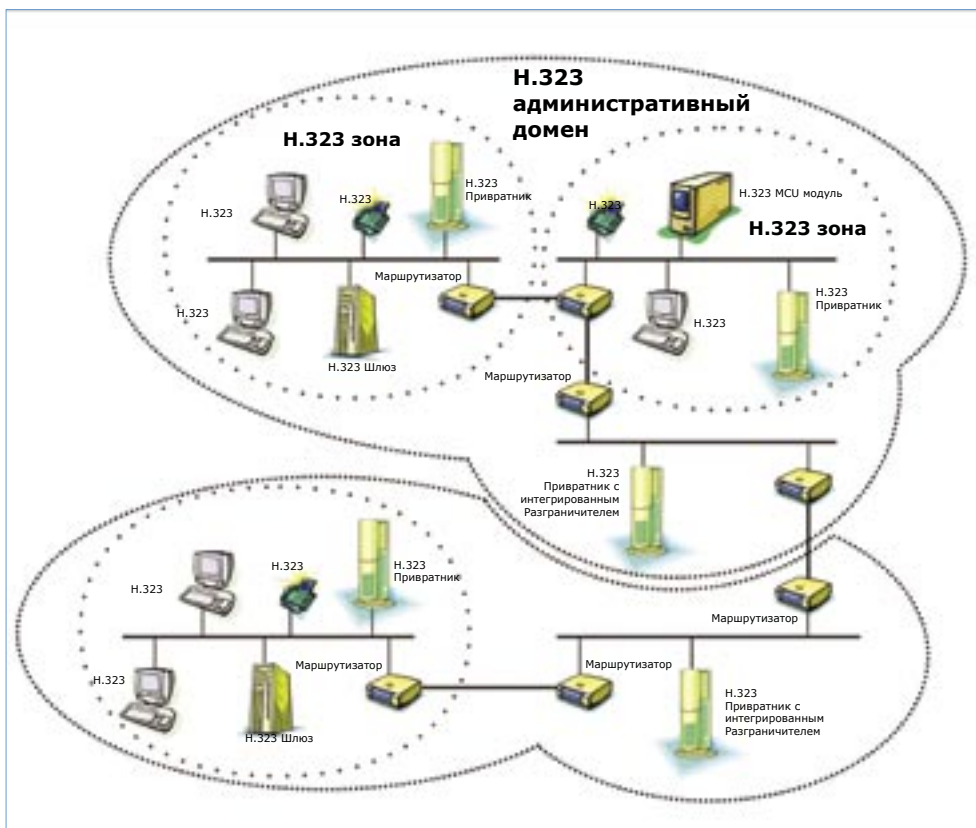 H.323
административный
домен
H.323 зона
H.323
Привратник
H.323
H.323
H.323
H.323 MCU модуль
H.323 зона
Маршрутизатор
H.323
H.323 Шлюз
H.323
H.323
Привратник
Маршрутизатор
H.323
Привратник с
интегрированным
Разграничителем
H.323
H.323
H.323
Привратник
Маршрутизатор
H.323
Маршрутизатор
Маршрутизатор
H.323 Шлюз
H.323
Привратник с
интегрированным
Разграничителем